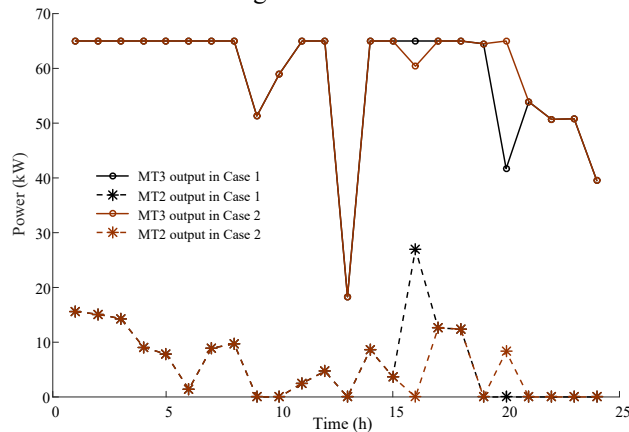 70
60
50
40
30
20
10
0
Power (kW)
MT3 output in Case 1
MT2 output in Case 1
MT3 output in Case 2
MT2 output in Case 2
0 5 10 15 20 25
Time (h)